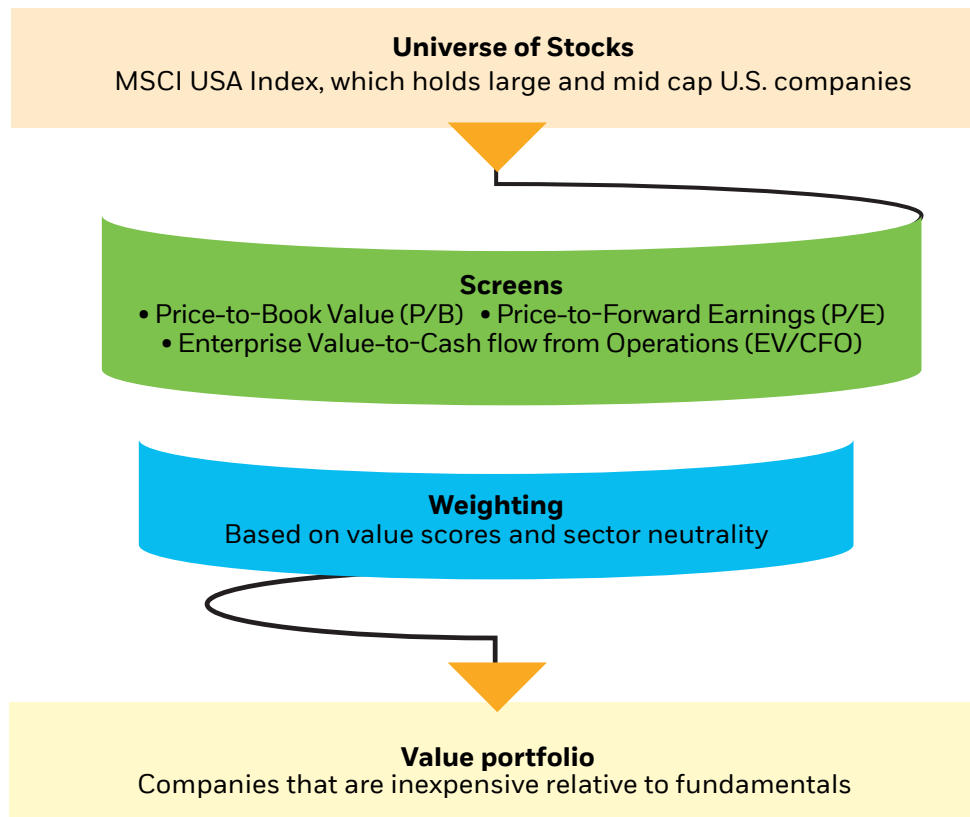 Universe of Stocks
MSCI USA Index, which holds large and mid cap U.S. companies
Screens
• Price-to-Book Value (P/B) • Price-to-Forward Earnings (P/E)
• Enterprise Value-to-Cash flow from Operations (EV/CFO)
Weighting
Based on value scores and sector neutrality
Value portfolio
Companies that are inexpensive relative to fundamentals